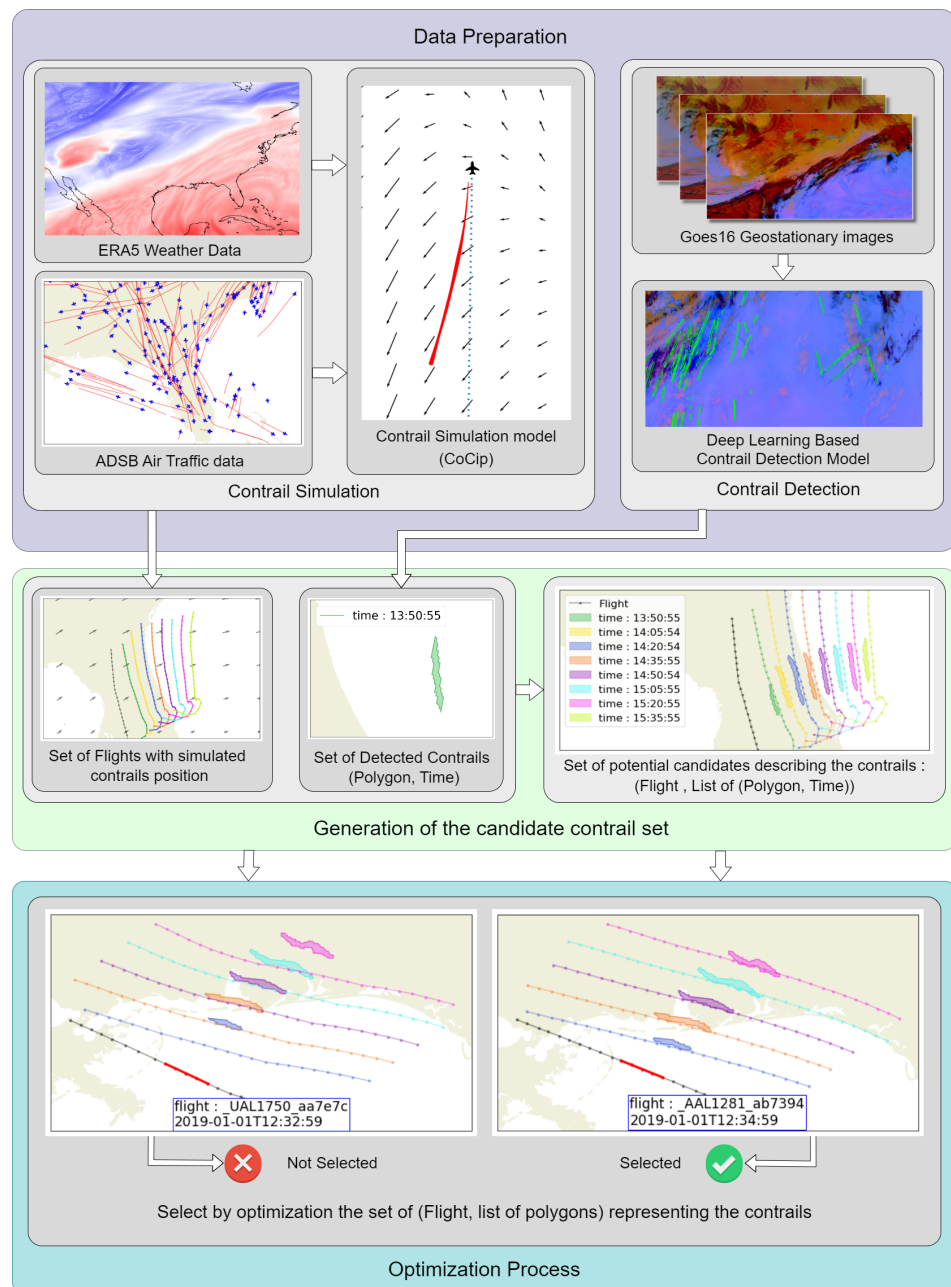 Data Preparation
ERA5 Weather Data
ADSB Air Traffic data
Contrail Simulation model
(CoCip)
Contrail Simulation
Goes16 Geostationary images
Deep Learning Based
Contrail Detection Model
Contrail Detection
Set of Flights with simulated
contrails position
time : 13:50:55
Set of Detected Contrails
(Polygon, Time)
Flight
time : 13:50:55
time : 14:05:54
time : 14:20:54
time : 14:35:55
time : 14:50:54
time : 15:05:55
time : 15:20:55
time : 15:35:55
Set of potential candidates describing the contrails :
(Flight , List of (Polygon, Time))
Generation of the candidate contrail set
flight : _UAL1750_aa7e7c
2019-01-01T12:32:59
Not Selected
flight : _AAL1281_ab7394
2019-01-01T12:34:59
Selected
Select by optimization the set of (Flight, list of polygons) representing the contrails
Optimization Process